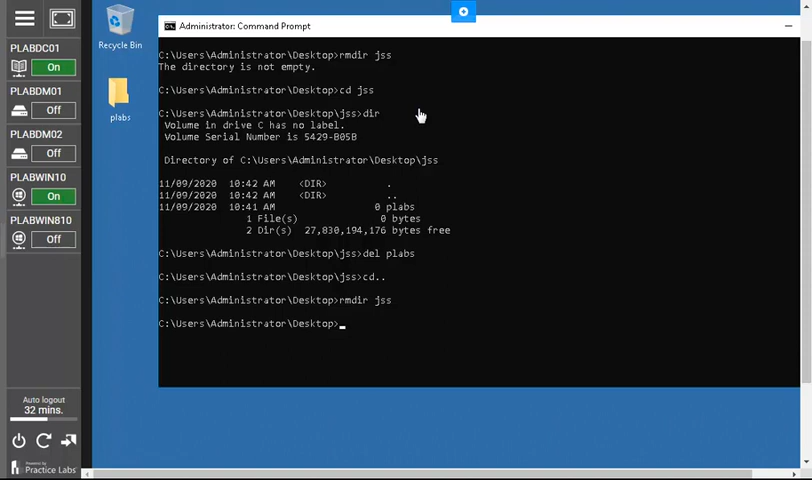 PLABDC01
On
PLABDM01
Off
PLABDM02
Off
PLABWIN10
On
PLABWIN810
Off
Auto logout
32 mins.
Powered by
Practice Labs
Recycle Bin
plabs
Administrator: Command Prompt
C:\Users\Administrator\Desktop>rmdir jss
The directory is not empty.
C:\Users\Administrator\Desktop>cd jss
C:\Users\Administrator\Desktop\jss>dir
Volume in drive C has no label.
Volume Serial Number is 5429-B05B
Directory of C:\Users\Administrator\Desktop\jss
11/09/2020 10:42 AM <DIR> .
11/09/2020 10:42 AM <DIR> ..
11/09/2020 10:41 AM 0 plabs
1 File(s) 0 bytes
2 Dir(s) 27,830,194,176 bytes free
C:\Users\Administrator\Desktop\jss>del plabs
C:\Users\Administrator\Desktop\jss>cd..
C:\Users\Administrator\Desktop>rmdir jss
C:\Users\Administrator\Desktop>_